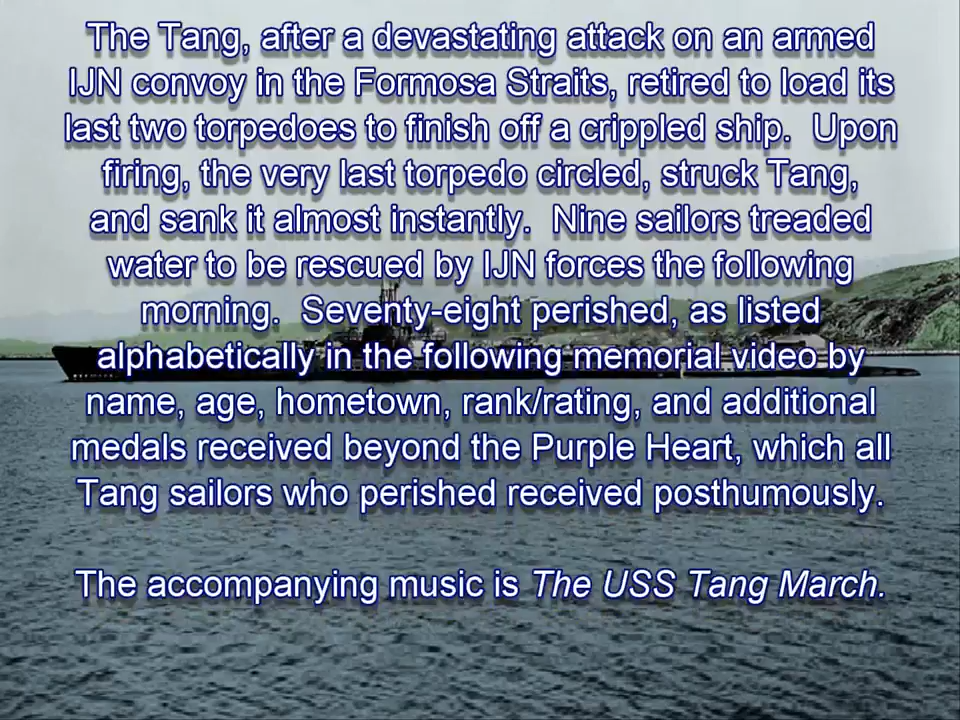 The Tang, after a devastating attack on an armed
IJN convoy in the Formosa Straits, retired to load its
last two torpedoes to finish off a crippled ship.  Upon
firing, the very last torpedo circled, struck Tang,
and sank it almost instantly.  Nine sailors treaded
water to be rescued by IJN forces the following
morning.  Seventy-eight perished, as listed
alphabetically in the following memorial video by
name, age, hometown, rank/rating, and additional
medals received beyond the Purple Heart, which all
Tang sailors who perished received posthumously.
The accompanying music is The USS Tang March.